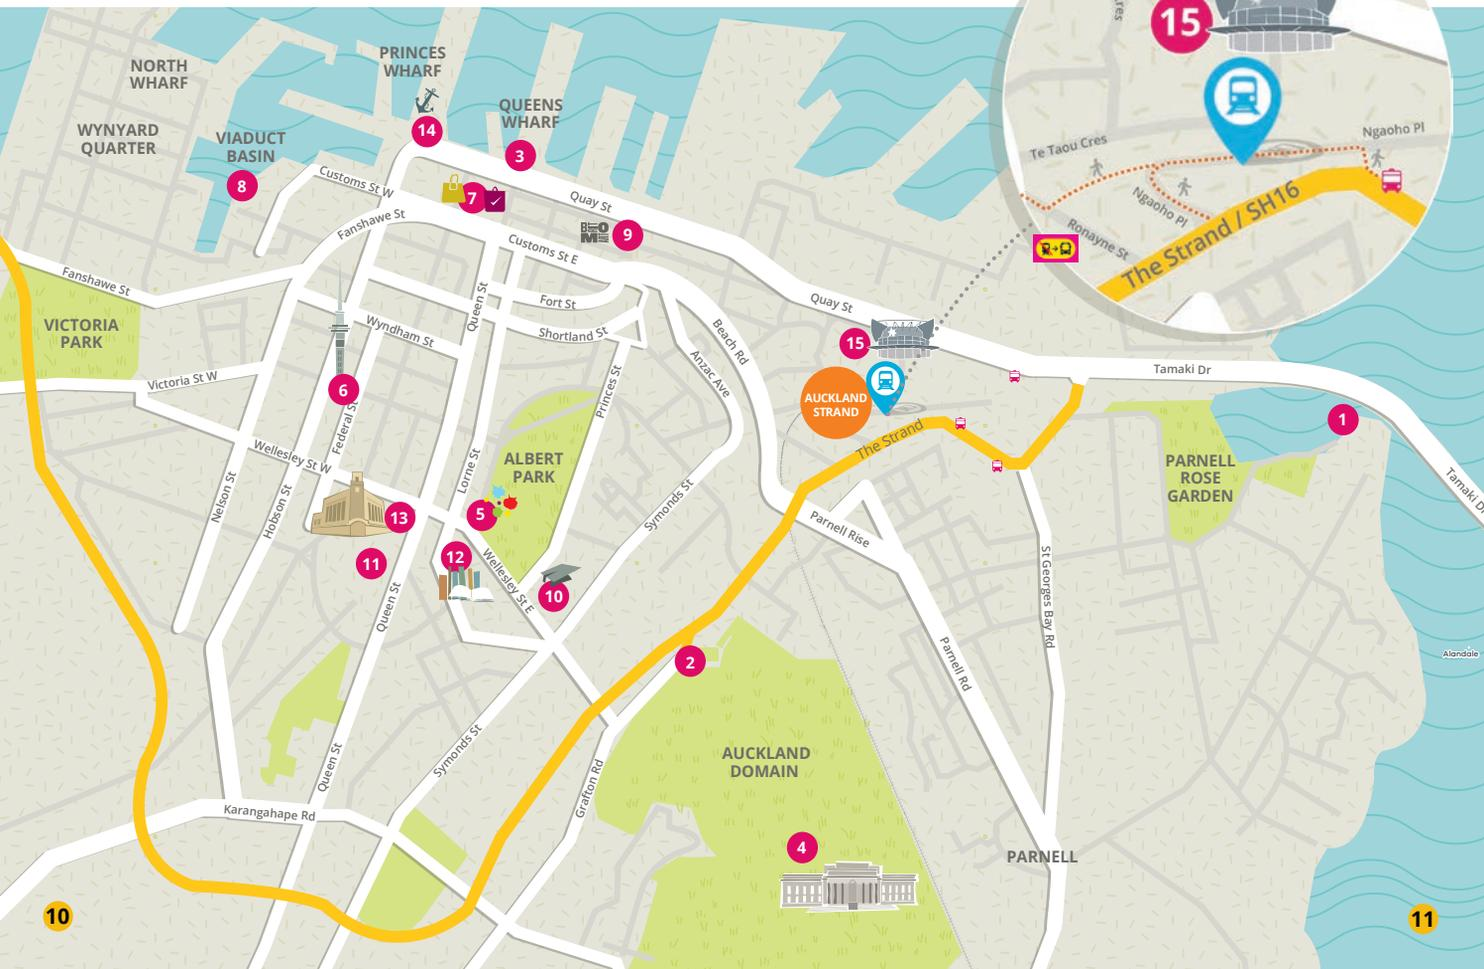 NORTH
WHARF
WYNYARD
QUARTER
PRINCES
WHARF
14
QUEENS
WHARF
3
VIADUCT
BASIN
8
Customs St W
7
Quay St
Fanshawe St
9
Customs St E
Fanshawe St
Fort St
Queen St
Shortland St
Wyndham St
Beach Rd
Anzac Ave
Quay St
15
Te Taou Cres
Ngaoho Pl
Ngaoho Pl
Ronayne St
The Strand / SH16
15
Tamaki Dr
Tamaki Dr
AUCKLAND
STRAND
The Strand
1
VICTORIA
PARK
Victoria St W
6
Federal St
Princes St
Wellesley St W
Lorne St
ALBERT
PARK
PARNELL
ROSE
GARDEN
Nelson St
Hobson St
13
5
Symonds St
Parnell Rise
11
12
Wellesley St E
10
Queen St
St Georges Bay Rd
Parnell Rd
Alandale
2
AUCKLAND
DOMAIN
Queen St
Symonds St
Grafton Rd
Karangahape Rd
4
PARNELL
10
11